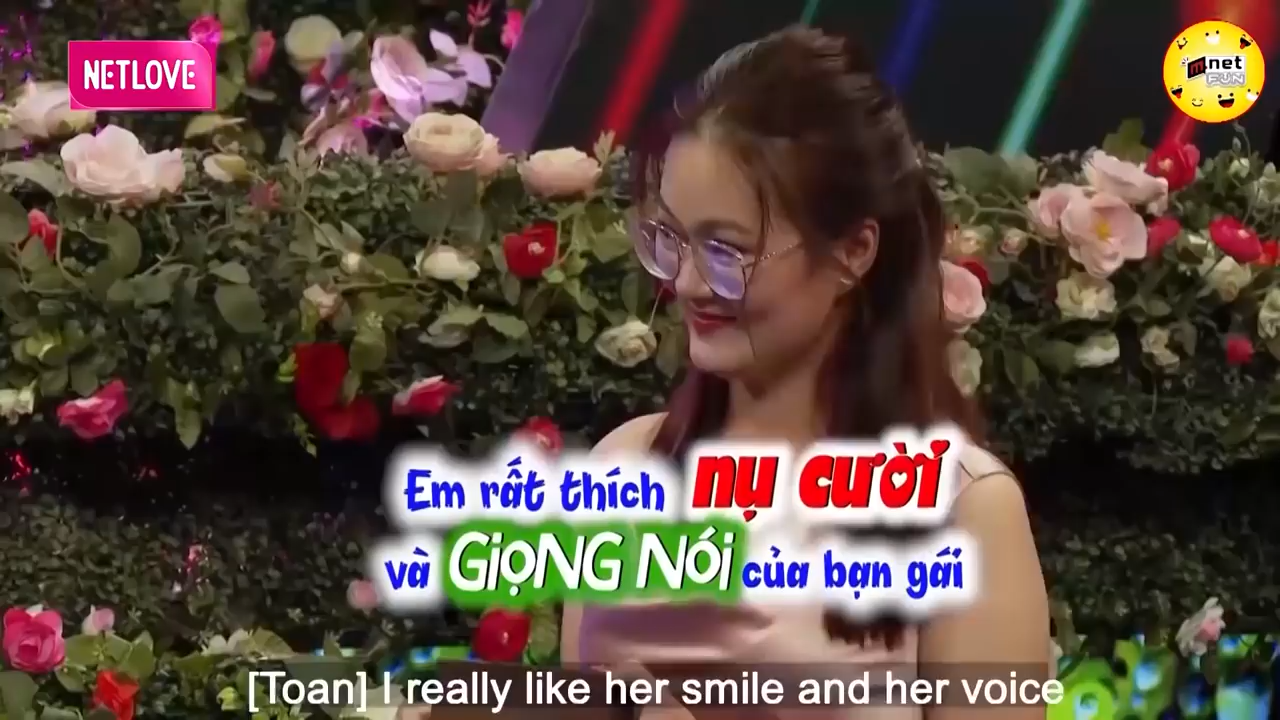 NETLOVE
mnet
FUN
Em rất thích nụ cười
và GIỌNG NÓI của bạn gái
[Toan] I really like her smile and her voice